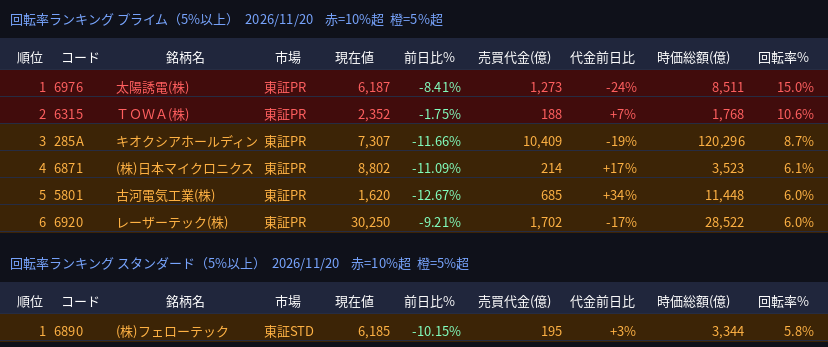 回転率ランキング プライム（5%以上） 2026/11/20 赤=10%超 橙=5%超
順位 コード 銘柄名 市場 現在値 前日比% 売買代金(億) 代金前日比 時価総額(億) 回転率%
1 6976 太陽誘電(株) 東証PR 6,187 -8.41% 1,273 -24% 8,511 15.0%
2 6315 ＴＯＷＡ(株) 東証PR 2,352 -1.75% 188 +7% 1,768 10.6%
3 285A キオクシアホールディン 東証PR 7,307 -11.66% 10,409 -19% 120,296 8.7%
4 6871 (株)日本マイクロニクス 東証PR 8,802 -11.09% 214 +17% 3,523 6.1%
5 5801 古河電気工業(株) 東証PR 1,620 -12.67% 685 +34% 11,448 6.0%
6 6920 レーザーテック(株) 東証PR 30,250 -9.21% 1,702 -17% 28,522 6.0%
回転率ランキング スタンダード（5%以上） 2026/11/20 赤=10%超 橙=5%超
順位 コード 銘柄名 市場 現在値 前日比% 売買代金(億) 代金前日比 時価総額(億) 回転率%
1 6890 (株)フェローテック 東証STD 6,185 -10.15% 195 +3% 3,344 5.8%